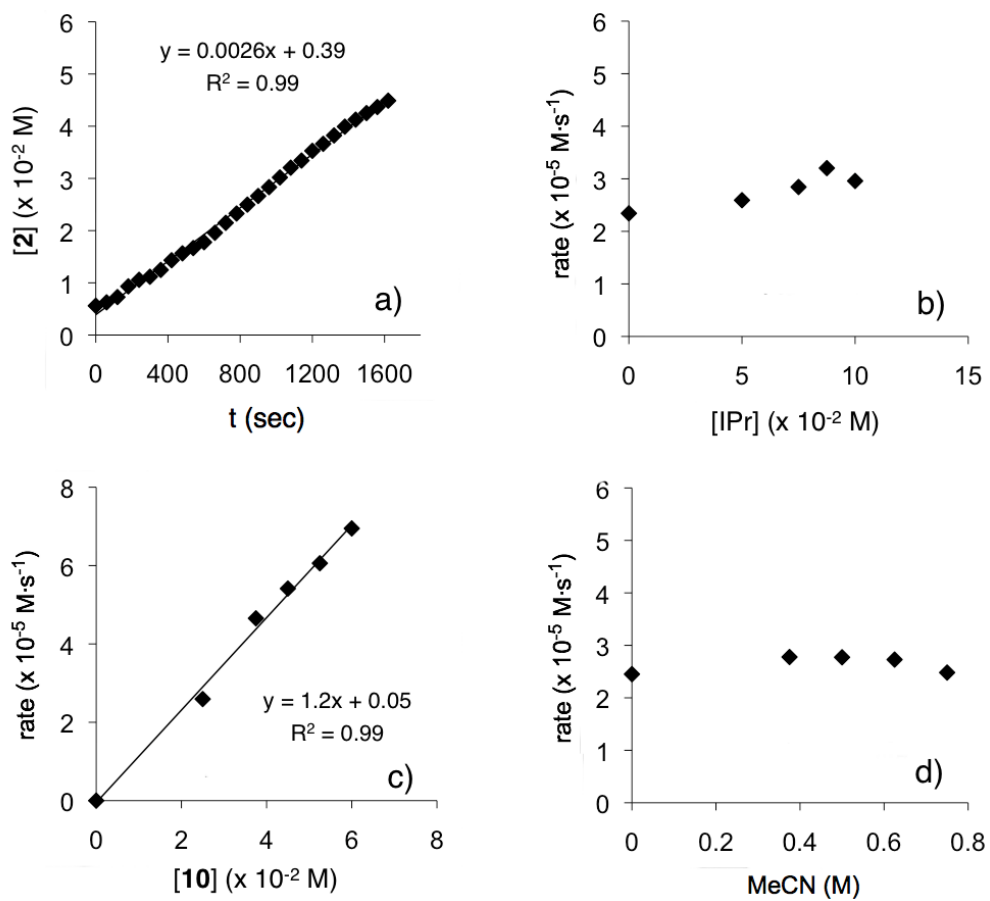 y = 0.0026x + 0.39
R² = 0.99
[2] (x 10⁻² M)
6
5
4
3
2
1
0
0 400 800 1200 1600
t (sec)
a)
rate (x 10⁻⁵ M·s⁻¹)
6
5
4
3
2
1
0
0 5 10 15
[IPr] (x 10⁻² M)
b)
rate (x 10⁻⁵ M·s⁻¹)
8
6
4
2
0
y = 1.2x + 0.05
R² = 0.99
c)
0 2 4 6 8
[10] (x 10⁻² M)
rate (x 10⁻⁵ M·s⁻¹)
6
5
4
3
2
1
0
d)
0 0.2 0.4 0.6 0.8
MeCN (M)